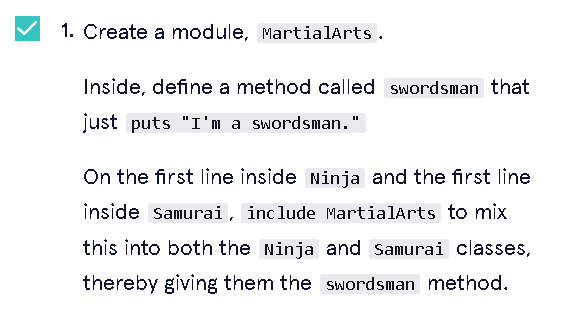 1. Create a module, MartialArts.
Inside, define a method called swordsman that
just puts "I'm a swordsman."
On the first line inside Ninja and the first line
inside Samurai, include MartialArts to mix
this into both the Ninja and Samurai classes,
thereby giving them the swordsman method.